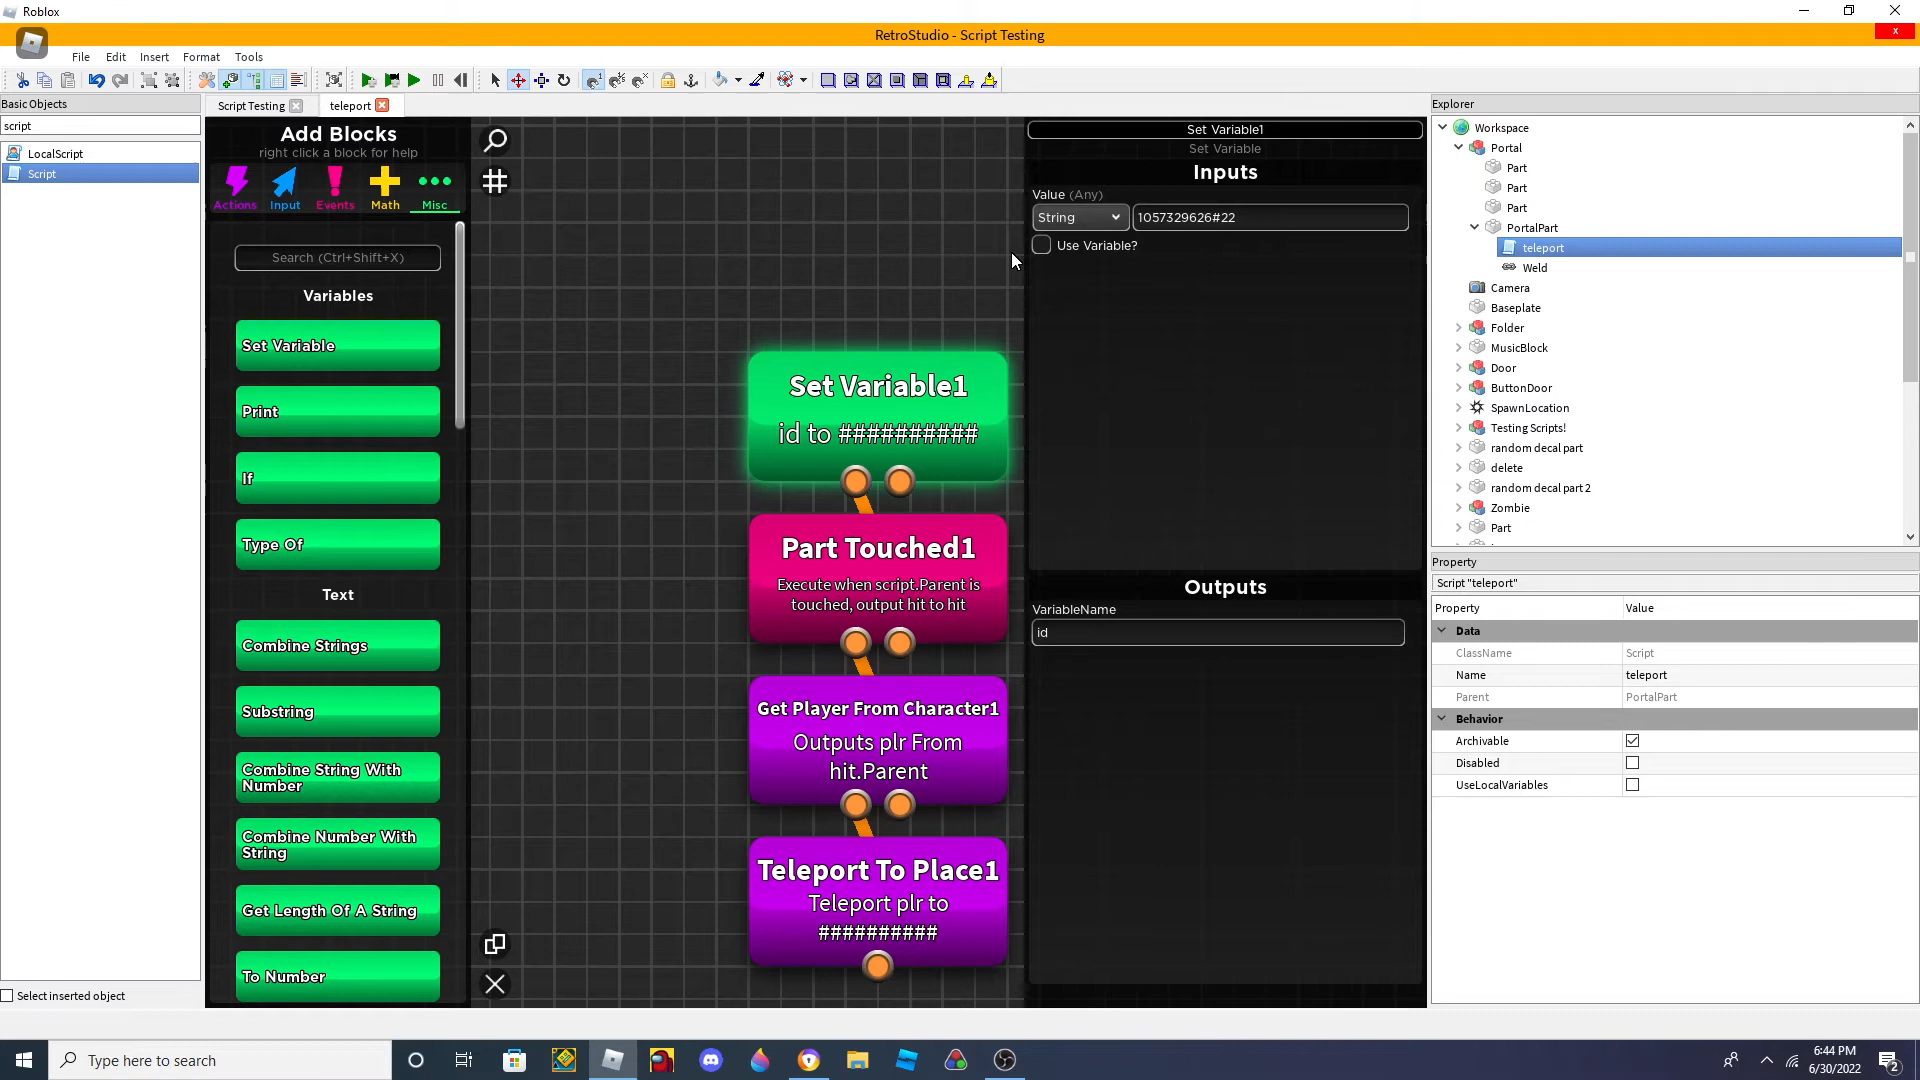 Roblox
RetroStudio - Script Testing
x
File Edit Insert Format Tools
Basic Objects
script
LocalScript
Script
Select inserted object
Script Testing
teleport
Add Blocks
right click a block for help
Actions Input Events Math Misc
Search (Ctrl+Shift+X)
Variables
Set Variable
Print
If
Type Of
Text
Combine Strings
Substring
Combine String With
Number
Combine Number With
String
Get Length Of A String
To Number
Set Variable1
id to ##########
Part Touched1
Execute when script.Parent is
touched, output hit to hit
Get Player From Character1
Outputs plr From
hit.Parent
Teleport To Place1
Teleport plr to
##########
Set Variable1
Set Variable
Inputs
Value (Any)
String
1057329626#22
Use Variable?
Outputs
VariableName
id
Explorer
Workspace
Portal
Part
Part
Part
PortalPart
teleport
Weld
Camera
Baseplate
Folder
MusicBlock
Door
ButtonDoor
SpawnLocation
Testing Scripts!
random decal part
delete
random decal part 2
Zombie
Part
Property
Script "teleport"
Property Value
Data
ClassName Script
Name teleport
Parent PortalPart
Behavior
Archivable
Disabled
UseLocalVariables
Type here to search
6:44 PM
6/30/2022
2